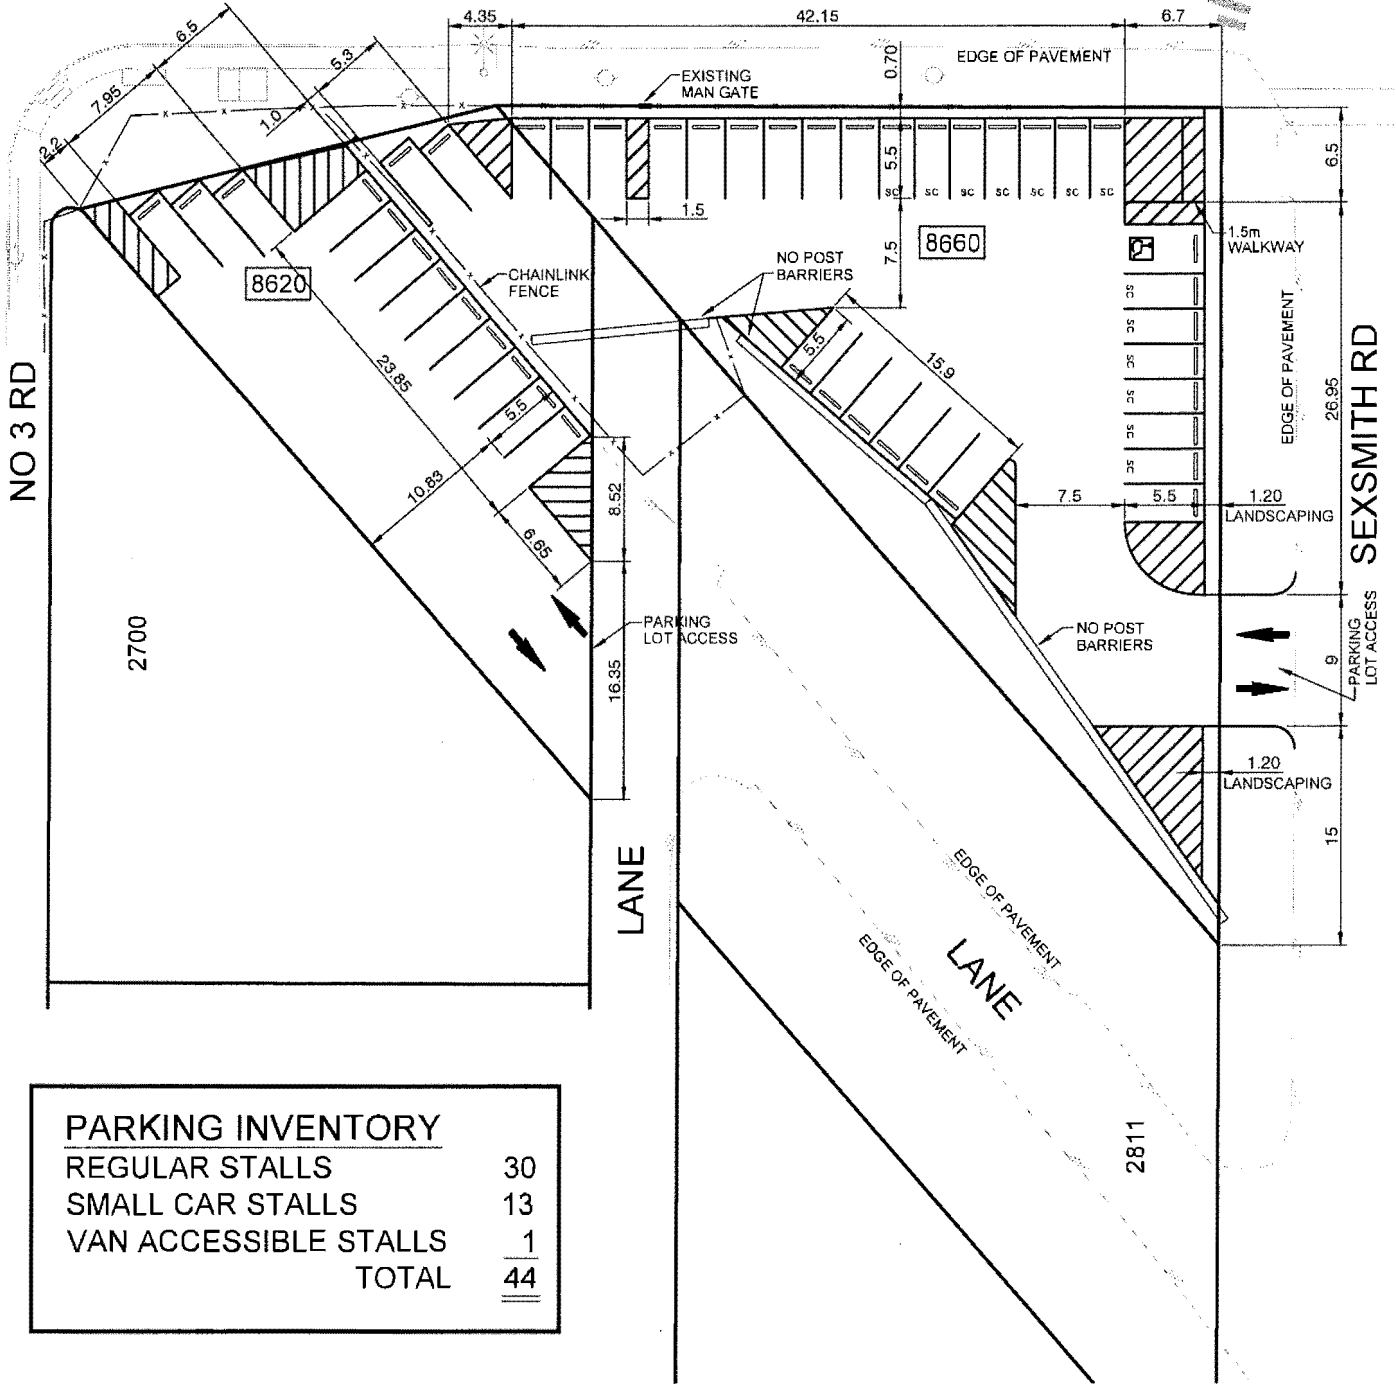 4.35
42.15
6.7
6.5
5.3
7.95
1.0
2.2
0.70
EDGE OF PAVEMENT
EXISTING
MAN GATE
5.5
6.5
SC SC SC SC SC SC SC
1.5
7.5
8660
1.5m
WALKWAY
8620
CHAINLINK
FENCE
NO POST
BARRIERS
SC
SC
SC
SC
SC
SC
EDGE OF PAVEMENT
26.95
SEXSMITH RD
NO 3 RD
23.85
5.5
15.9
5.5
10.83
8.52
6.65
7.5
5.5
1.20
LANDSCAPING
2700
PARKING
LOT ACCESS
16.35
NO POST
BARRIERS
9
PARKING
LOT ACCESS
1.20
LANDSCAPING
15
LANE
EDGE OF PAVEMENT
LANE
EDGE OF PAVEMENT
2811
PARKING INVENTORY
REGULAR STALLS 30
SMALL CAR STALLS 13
VAN ACCESSIBLE STALLS 1
TOTAL 44